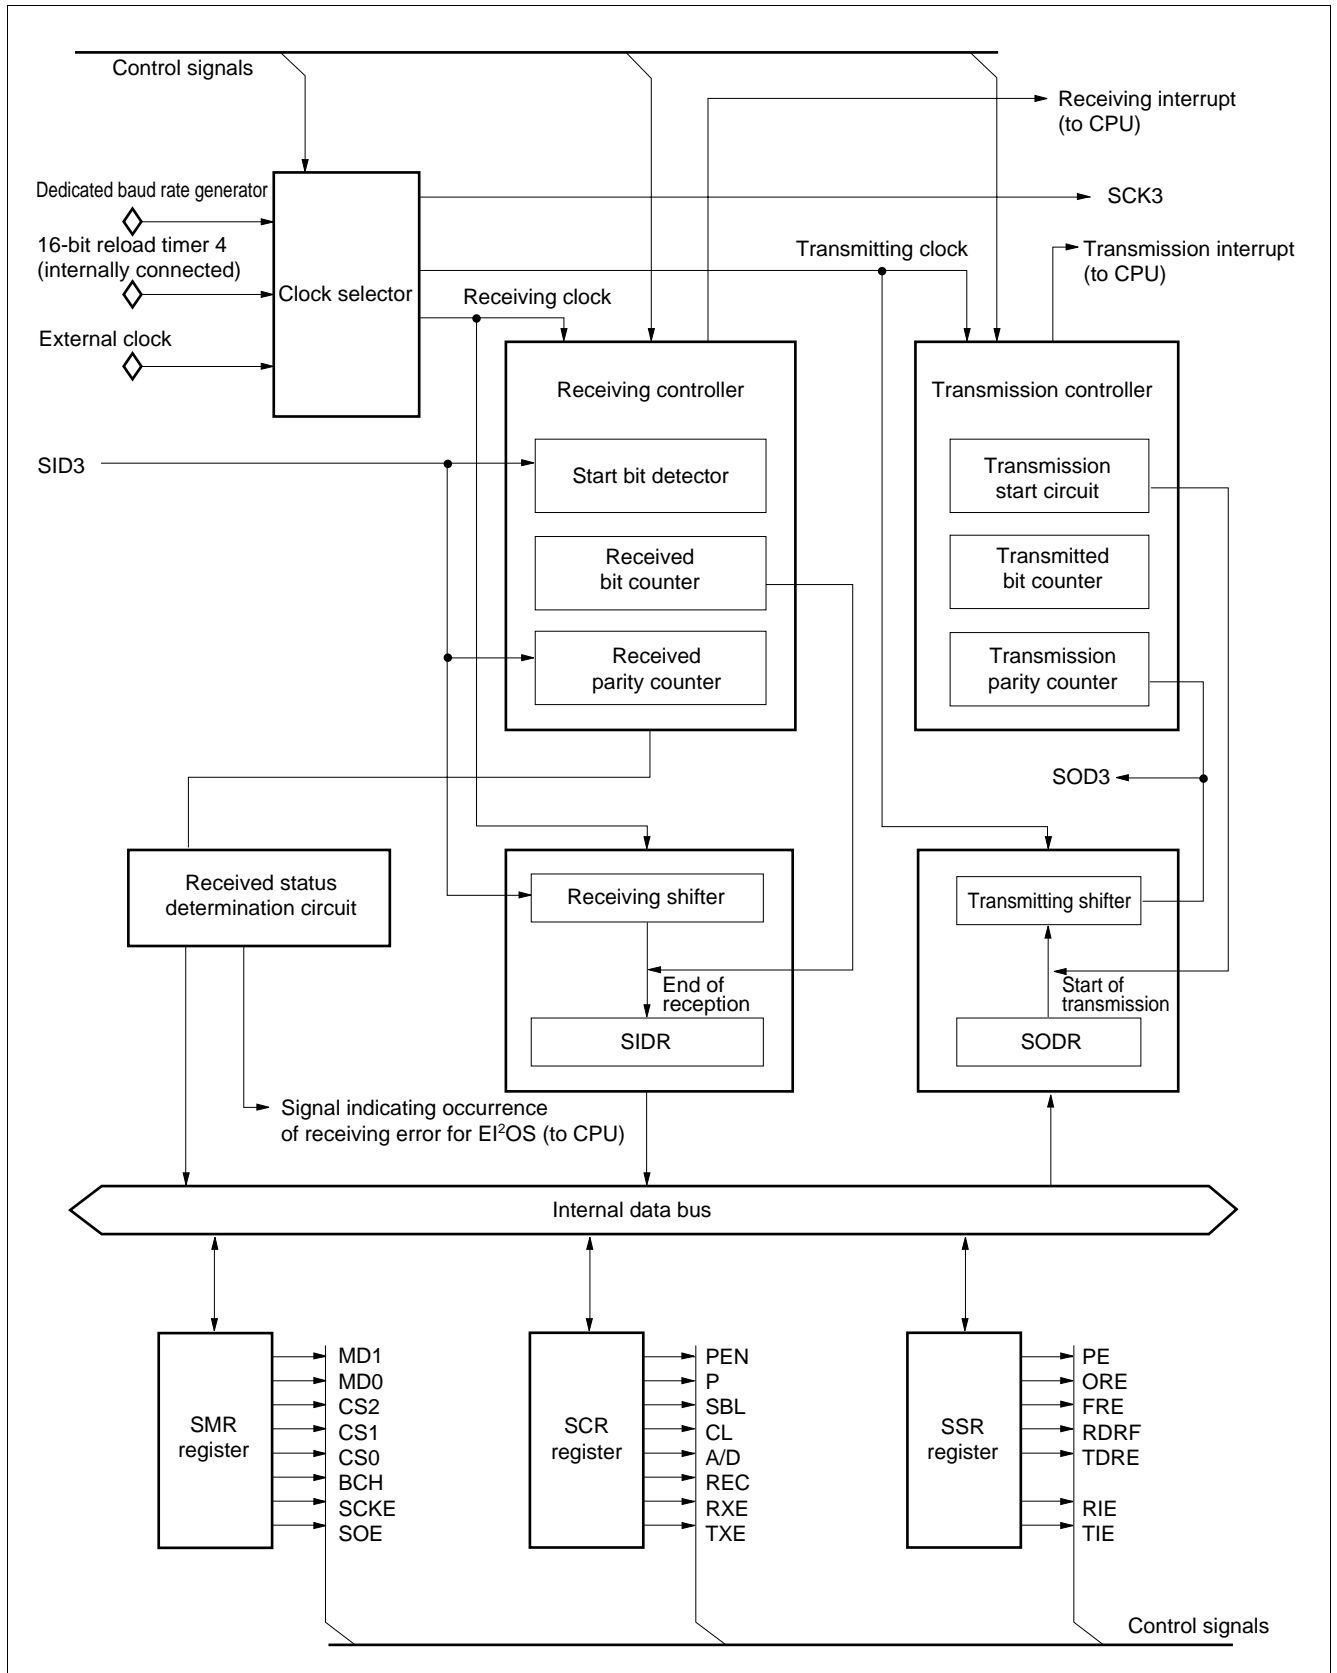 Control signals
Receiving interrupt
(to CPU)
Dedicated baud rate generator
SCK3
16-bit reload timer 4
(internally connected)
Transmitting clock
Transmission interrupt
(to CPU)
Clock selector
Receiving clock
External clock
Receiving controller
Transmission controller
SID3
Start bit detector
Transmission
start circuit
Received
bit counter
Transmitted
bit counter
Received
parity counter
Transmission
parity counter
SOD3
Received status
determination circuit
Receiving shifter
Transmitting shifter
End of
reception
Start of
transmission
SIDR
SODR
Signal indicating occurrence
of receiving error for EI²OS (to CPU)
Internal data bus
SMR
register
MD1
MD0
CS2
CS1
CS0
BCH
SCKE
SOE
SCR
register
PEN
P
SBL
CL
A/D
REC
RXE
TXE
SSR
register
PE
ORE
FRE
RDRF
TDRE
RIE
TIE
Control signals